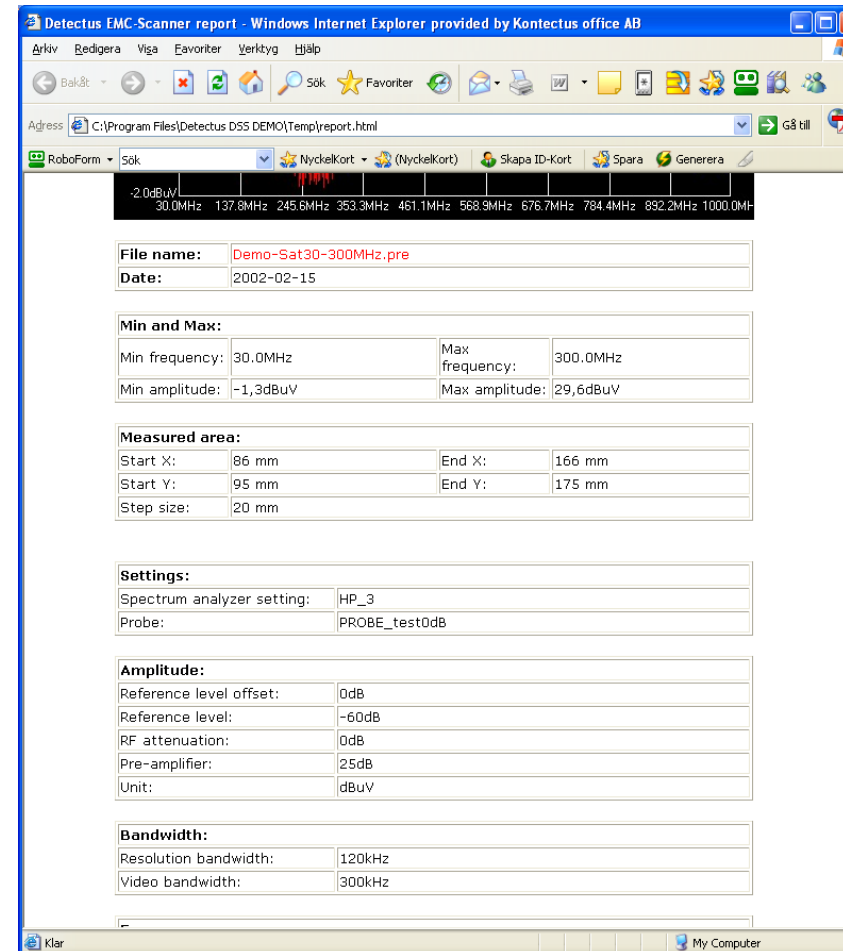 Detectus EMC-Scanner report - Windows Internet Explorer provided by Kontectus office AB
Arkiv Redigera Visa Favoriter Verktyg Hjälp
Bakåt Sök Favoriter
Adress C:\Program Files\Detectus DSS DEMO\Temp\report.html Gå till
RoboForm Sök NyckelKort (NyckelKort) Skapa ID-Kort Spara Generera
-2.0dBuV
30.0MHz 137.8MHz 245.6MHz 353.3MHz 461.1MHz 568.9MHz 676.7MHz 784.4MHz 892.2MHz 1000.0MH
File name: Demo-Sat30-300MHz.pre
Date: 2002-02-15
Min and Max:
Min frequency: 30.0MHz Max frequency: 300.0MHz
Min amplitude: -1,3dBuV Max amplitude: 29,6dBuV
Measured area:
Start X: 86 mm End X: 166 mm
Start Y: 95 mm End Y: 175 mm
Step size: 20 mm
Settings:
Spectrum analyzer setting: HP_3
Probe: PROBE_test0dB
Amplitude:
Reference level offset: 0dB
Reference level: -60dB
RF attenuation: 0dB
Pre-amplifier: 25dB
Unit: dBuV
Bandwidth:
Resolution bandwidth: 120kHz
Video bandwidth: 300kHz
Klar My Computer